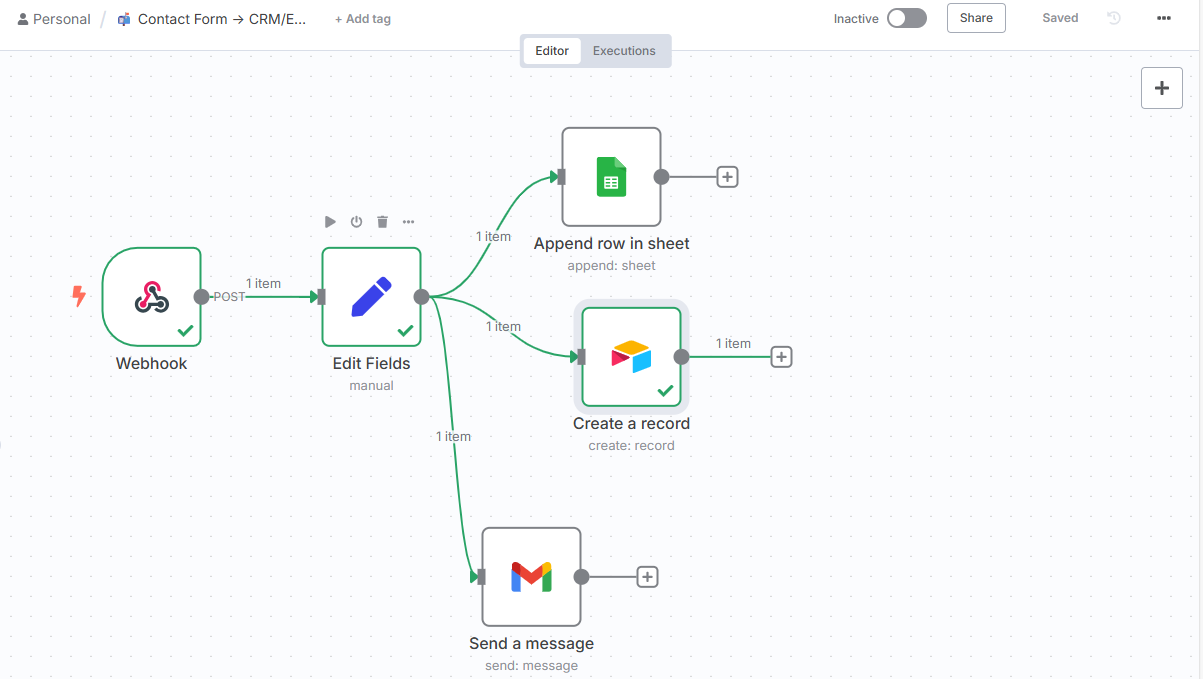 Personal / Contact Form → CRM/E... + Add tag
Inactive Share Saved
Editor Executions
1 item
Append row in sheet
append: sheet
POST 1 item
Webhook
Edit Fields
manual
1 item
1 item
Create a record
create: record
1 item
Send a message
send: message